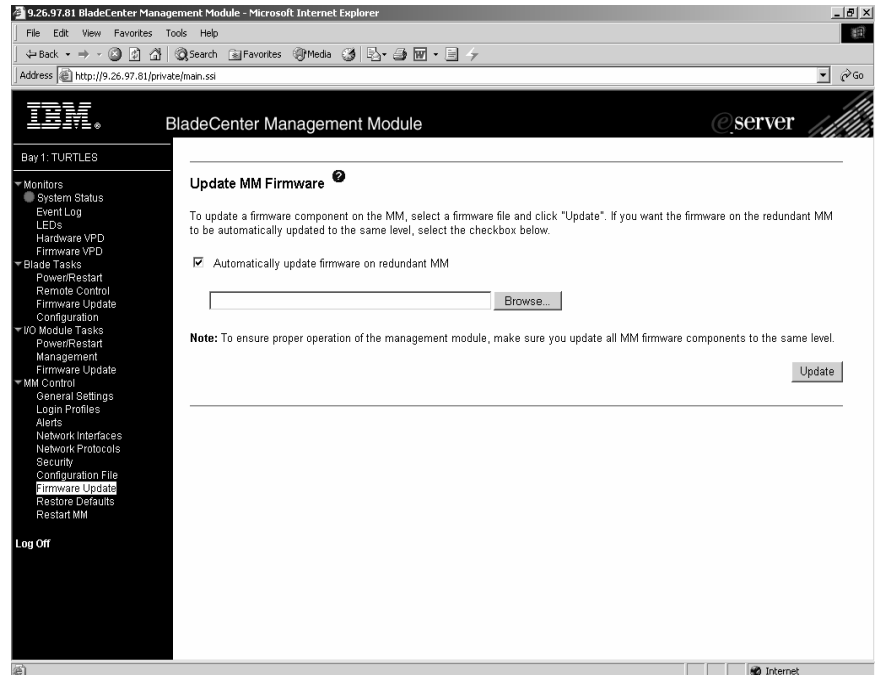 9.26.97.81 BladeCenter Management Module - Microsoft Internet Explorer
File Edit View Favorites Tools Help
Back Search Favorites Media
Address http://9.26.97.81/private/main.ssi Go
IBM® BladeCenter Management Module @server
Bay 1: TURTLES
Monitors
System Status
Event Log
LEDs
Hardware VPD
Firmware VPD
Blade Tasks
Power/Restart
Remote Control
Firmware Update
Configuration
I/O Module Tasks
Power/Restart
Management
Firmware Update
MM Control
General Settings
Login Profiles
Alerts
Network Interfaces
Network Protocols
Security
Configuration File
Firmware Update
Restore Defaults
Restart MM
Log Off
Update MM Firmware ?
To update a firmware component on the MM, select a firmware file and click "Update". If you want the firmware on the redundant MM
to be automatically updated to the same level, select the checkbox below.
Automatically update firmware on redundant MM
Browse...
Note: To ensure proper operation of the management module, make sure you update all MM firmware components to the same level.
Update
Internet